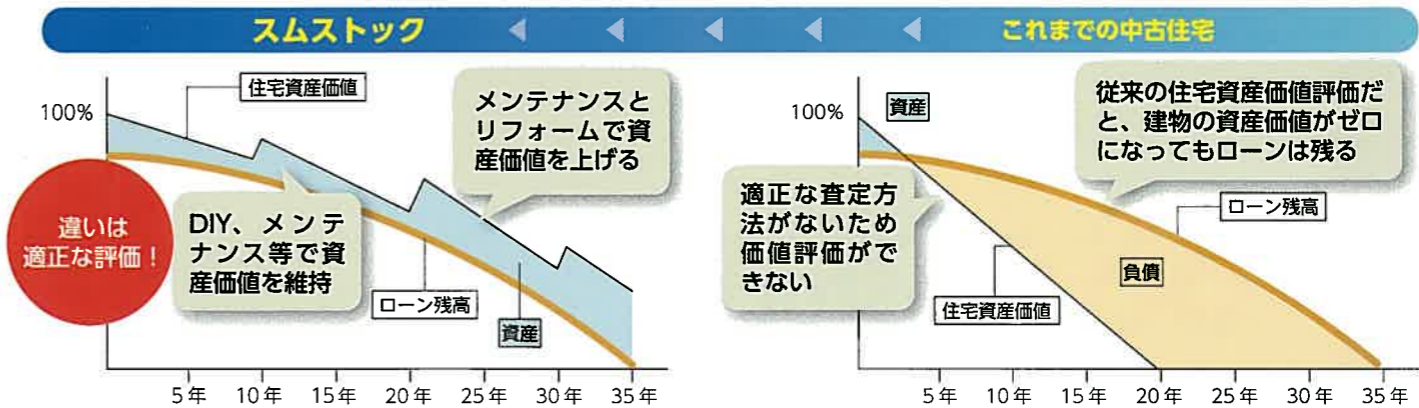 スムストック
これまでの中古住宅
100%
住宅資産価値
メンテナンスと
リフォームで資
産価値を上げる
違いは
適正な評価！
DIY、メンテ
ナンス等で資
産価値を維持
ローン残高
資産
5年 10年 15年 20年 25年 30年 35年
100%
資産
従来の住宅資産価値評価だ
と、建物の資産価値がゼロ
になってもローンは残る
適正な査定方
法がないため
価値評価がで
きない
ローン残高
負債
住宅資産価値
5年 10年 15年 20年 25年 30年 35年